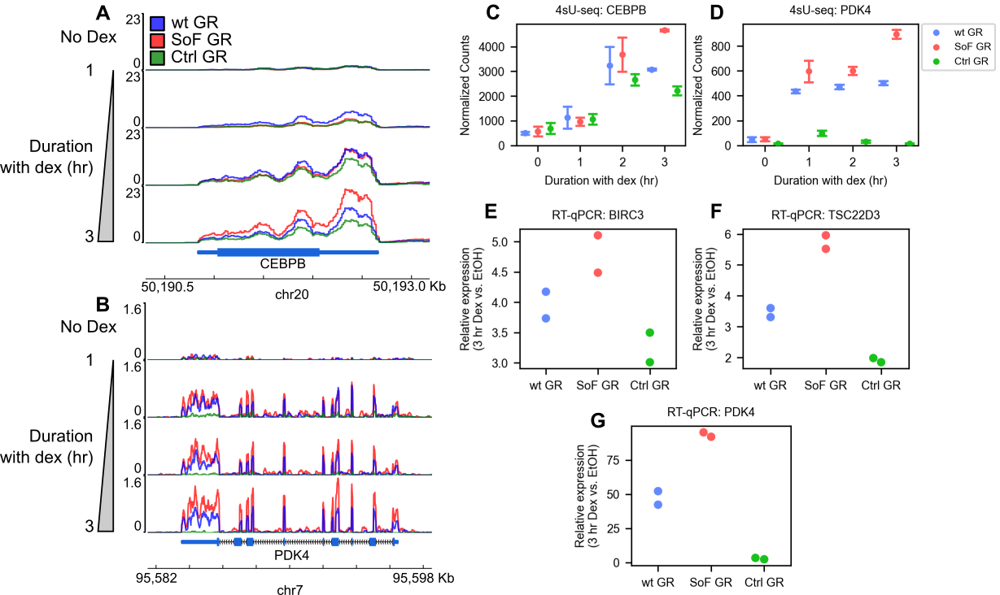 A
23
No Dex
wt GR
SoF GR
Ctrl GR
0
1
23
0
Duration
with dex (hr)
23
0
23
3
0
CEBPB
50,190.5
50,193.0 Kb
chr20
B
1.6
No Dex
0
1
1.6
0
Duration
with dex (hr)
1.6
0
1.6
3
0
PDK4
95,582
95,598 Kb
chr7
C
4sU-seq: CEBPB
Normalized Counts
4000
3000
2000
1000
0
0
1
2
3
Duration with dex (hr)
D
4sU-seq: PDK4
Normalized Counts
800
600
400
200
0
0
1
2
3
Duration with dex (hr)
wt GR
SoF GR
Ctrl GR
E
RT-qPCR: BIRC3
Relative expression
(3 hr Dex vs. EtOH)
5.0
4.5
4.0
3.5
3.0
wt GR
SoF GR
Ctrl GR
F
RT-qPCR: TSC22D3
Relative expression
(3 hr Dex vs. EtOH)
6
5
4
3
2
wt GR
SoF GR
Ctrl GR
G
RT-qPCR: PDK4
Relative expression
(3 hr Dex vs. EtOH)
75
50
25
0
wt GR
SoF GR
Ctrl GR